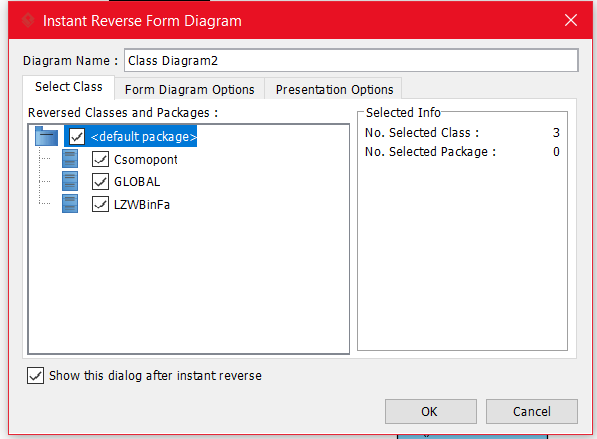 Instant Reverse Form Diagram
Diagram Name : Class Diagram2
Select Class Form Diagram Options Presentation Options
Reversed Classes and Packages :
<default package>
Csomopont
GLOBAL
LZWBinFa
Selected Info
No. Selected Class : 3
No. Selected Package : 0
Show this dialog after instant reverse
OK Cancel